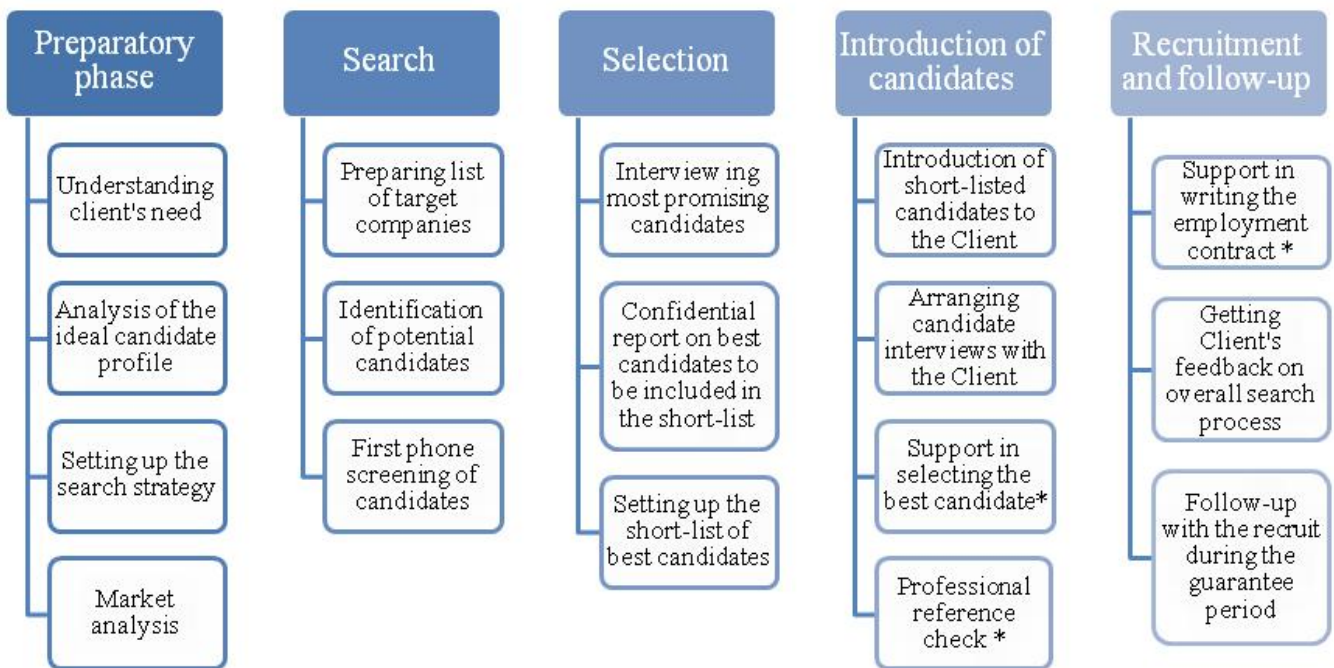 Preparatory
phase
Understanding
client's need
Analysis of the
ideal candidate
profile
Setting up the
search strategy
Market
analysis
Search
Preparing list
of target
companies
Identification
of potential
candidates
First phone
screening of
candidates
Selection
Interview ing
most promising
candidates
Confidential
report on best
candidates to
be included in
the short-list
Setting up the
short-list of
best candidates
Introduction of
candidates
Introduction of
short-listed
candidates to
the Client
Arranging
candidate
interviews with
the Client
Support in
selecting the
best candidate*
Professional
reference
check *
Recruitment
and follow-up
Support in
writing the
employment
contract *
Getting
Client's
feedback on
overall search
process
Follow-up
with the recruit
during the
guarantee
period